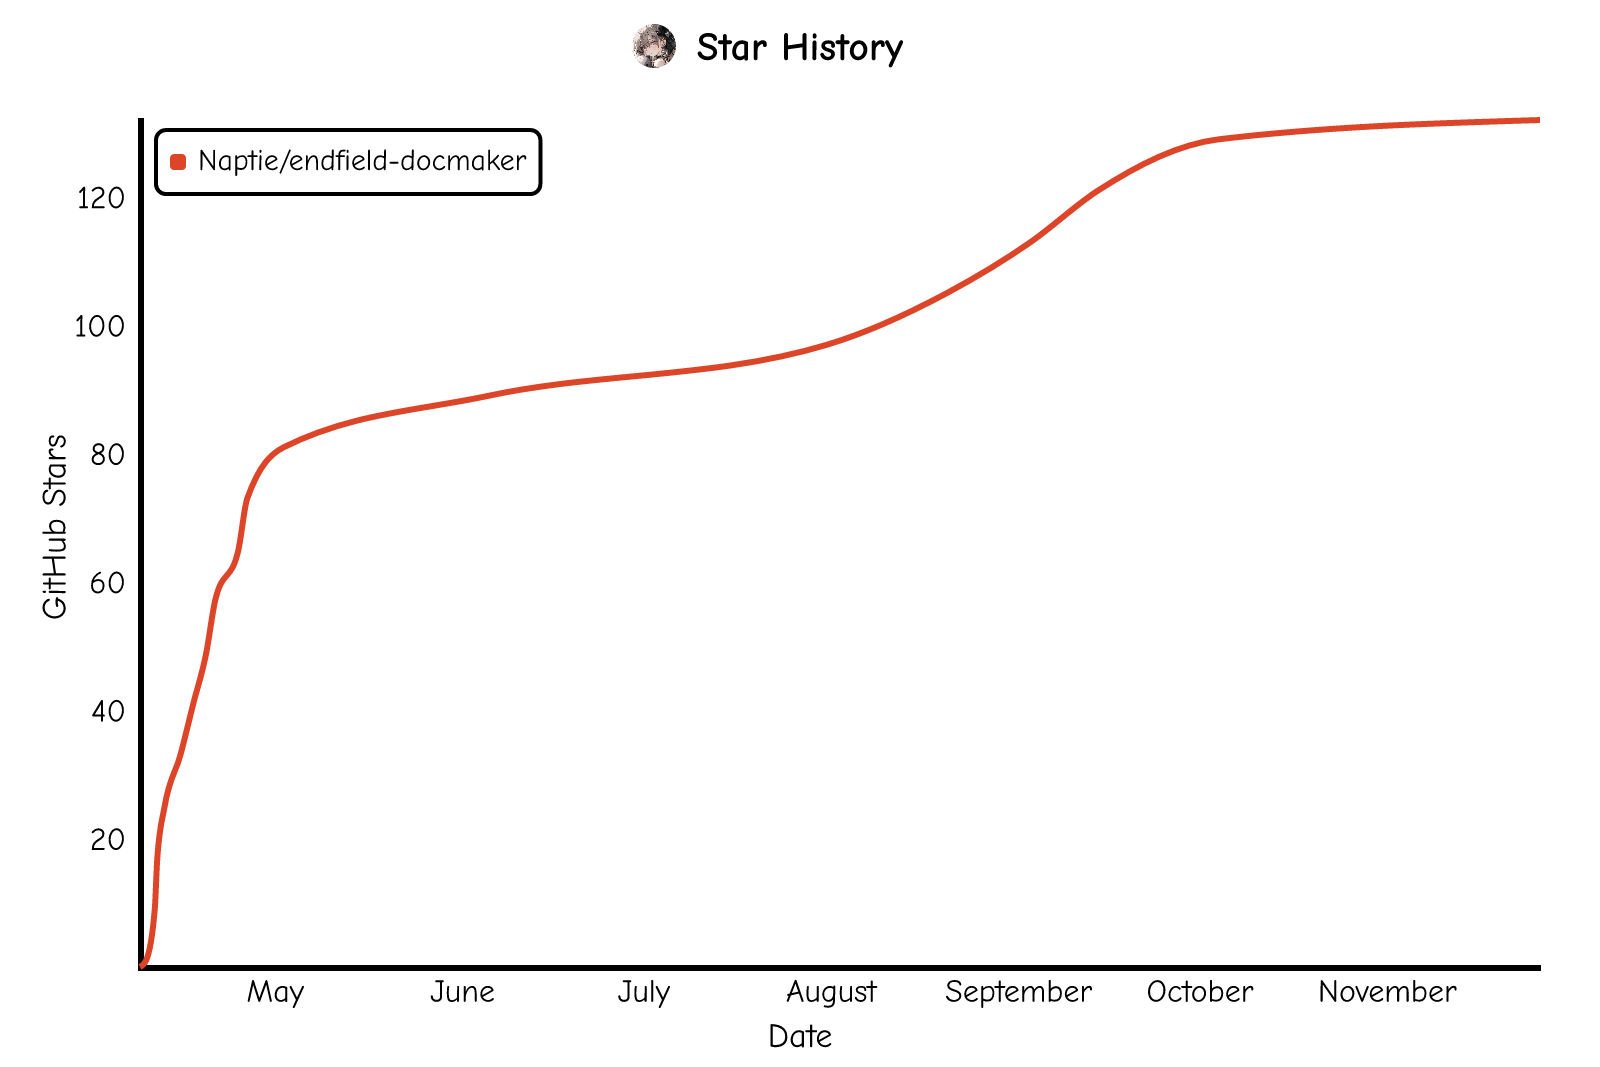 Star History
Naptie/endfield-docmaker
120
100
80
60
40
20
GitHub Stars
May June July August September October November
Date